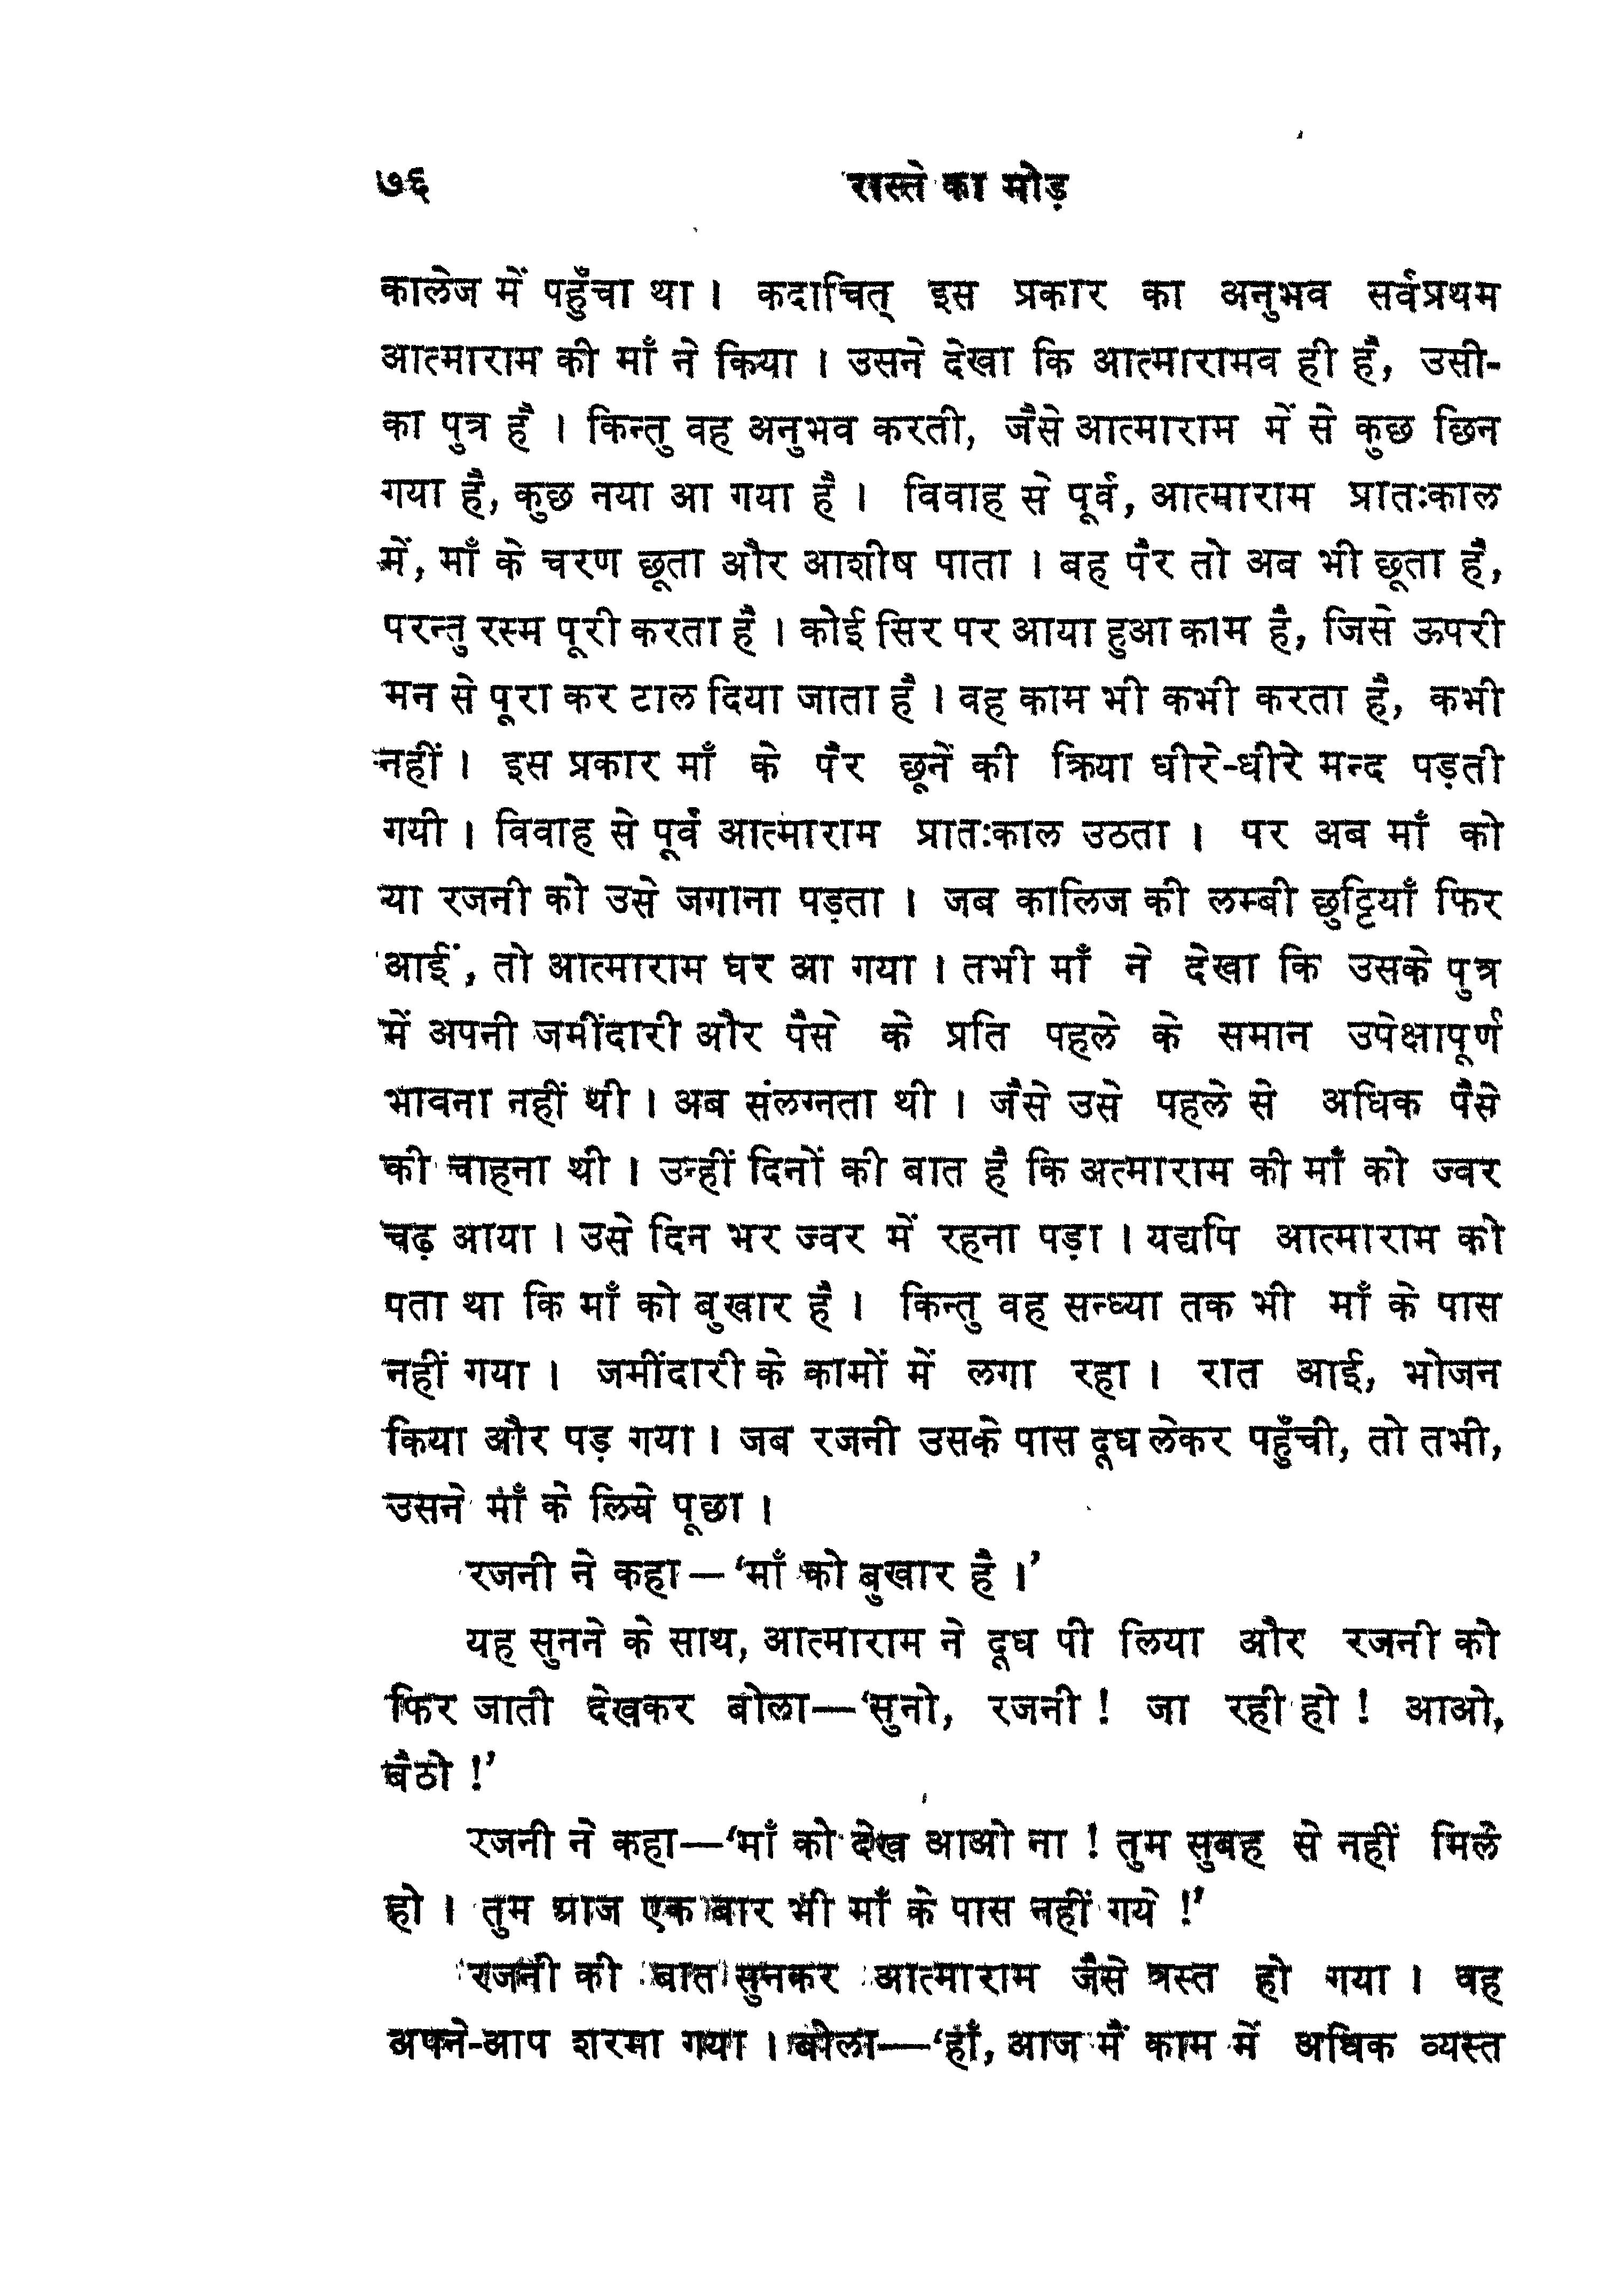 ७६ रास्ते का मोड़
कालेज में पहुँचा था। कदाचित् इस प्रकार का अनुभव सर्वप्रथम
आत्माराम की माँ ने किया। उसने देखा कि आत्मारामव ही है, उसी-
का पुत्र है। किन्तु वह अनुभव करती, जैसे आत्माराम में से कुछ छिन
गया है, कुछ नया आ गया है। विवाह से पूर्व, आत्माराम प्रातःकाल
में, माँ के चरण छूता और आशीष पाता। वह पैर तो अब भी छूता है,
परन्तु रस्म पूरी करता है। कोई सिर पर आया हुआ काम है, जिसे ऊपरी
मन से पूरा कर टाल दिया जाता है। वह काम भी कभी करता है, कभी
नहीं। इस प्रकार माँ के पैर छूनें की क्रिया धीरे-धीरे मन्द पड़ती
गयी। विवाह से पूर्व आत्माराम प्रातःकाल उठता। पर अब माँ को
या रजनी को उसे जगाना पड़ता। जब कालिज की लम्बी छुट्टियाँ फिर
आईं, तो आत्माराम घर आ गया। तभी माँ ने देखा कि उसके पुत्र
में अपनी जमींदारी और पैसे के प्रति पहले के समान उपेक्षापूर्ण
भावना नहीं थी। अब संलग्नता थी। जैसे उसे पहले से अधिक पैसे
की चाहना थी। उन्हीं दिनों की बात है कि अत्माराम की माँ को ज्वर
चढ़ आया। उसे दिन भर ज्वर में रहना पड़ा। यद्यपि आत्माराम को
पता था कि माँ को बुखार है। किन्तु वह सन्ध्या तक भी माँ के पास
नहीं गया। जमींदारी के कामों में लगा रहा। रात आई, भोजन
किया और पड़ गया। जब रजनी उसके पास दूध लेकर पहुँची, तो तभी,
उसने माँ के लिये पूछा।
रजनी ने कहा—‘माँ को बुखार है।’
यह सुनने के साथ, आत्माराम ने दूध पी लिया और रजनी को
फिर जाती देखकर बोला—‘सुनो, रजनी! जा रही हो! आओ,
बैठो!’
रजनी ने कहा—‘माँ को देख आओ ना! तुम सुबह से नहीं मिले
हो। तुम आज एक बार भी माँ के पास नहीं गये!’
रजनी की बात सुनकर आत्माराम जैसे त्रस्त हो गया। वह
अपने-आप शरमा गया। बोला—‘हाँ, आज मैं काम में अधिक व्यस्त